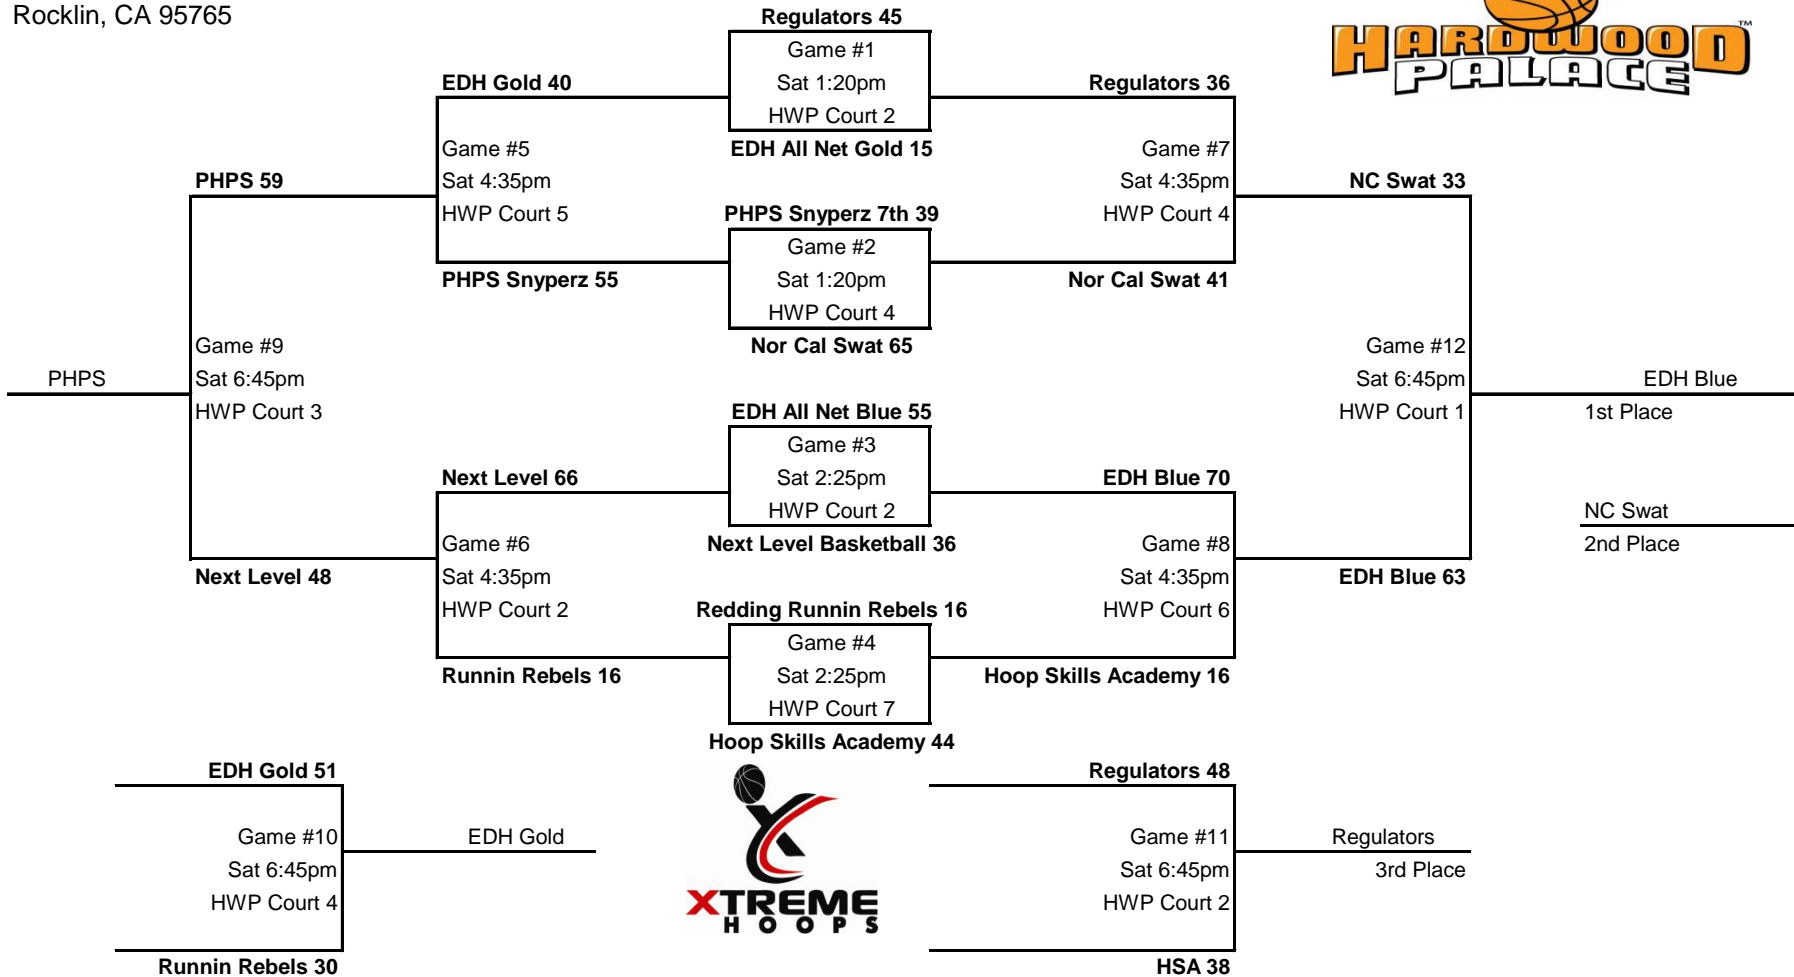 Rocklin, CA 95765
HARDWOOD
PALACE
TM
Regulators 45
Game #1
Sat 1:20pm
HWP Court 2
EDH All Net Gold 15
EDH Gold 40
Game #5
Sat 4:35pm
HWP Court 5
PHPS Snyperz 55
Regulators 36
Game #7
Sat 4:35pm
HWP Court 4
Nor Cal Swat 41
PHPS Snyperz 7th 39
Game #2
Sat 1:20pm
HWP Court 4
Nor Cal Swat 65
PHPS 59
Game #9
Sat 6:45pm
HWP Court 3
Next Level 48
PHPS
NC Swat 33
Game #12
Sat 6:45pm
HWP Court 1
EDH Blue 63
EDH Blue
1st Place
NC Swat
2nd Place
EDH All Net Blue 55
Game #3
Sat 2:25pm
HWP Court 2
Next Level Basketball 36
Next Level 66
Game #6
Sat 4:35pm
HWP Court 2
Runnin Rebels 16
EDH Blue 70
Game #8
Sat 4:35pm
HWP Court 6
Hoop Skills Academy 16
Redding Runnin Rebels 16
Game #4
Sat 2:25pm
HWP Court 7
Hoop Skills Academy 44
EDH Gold 51
Game #10
Sat 6:45pm
HWP Court 4
Runnin Rebels 30
EDH Gold
XTREME
HOOPS
Regulators 48
Game #11
Sat 6:45pm
HWP Court 2
HSA 38
Regulators
3rd Place